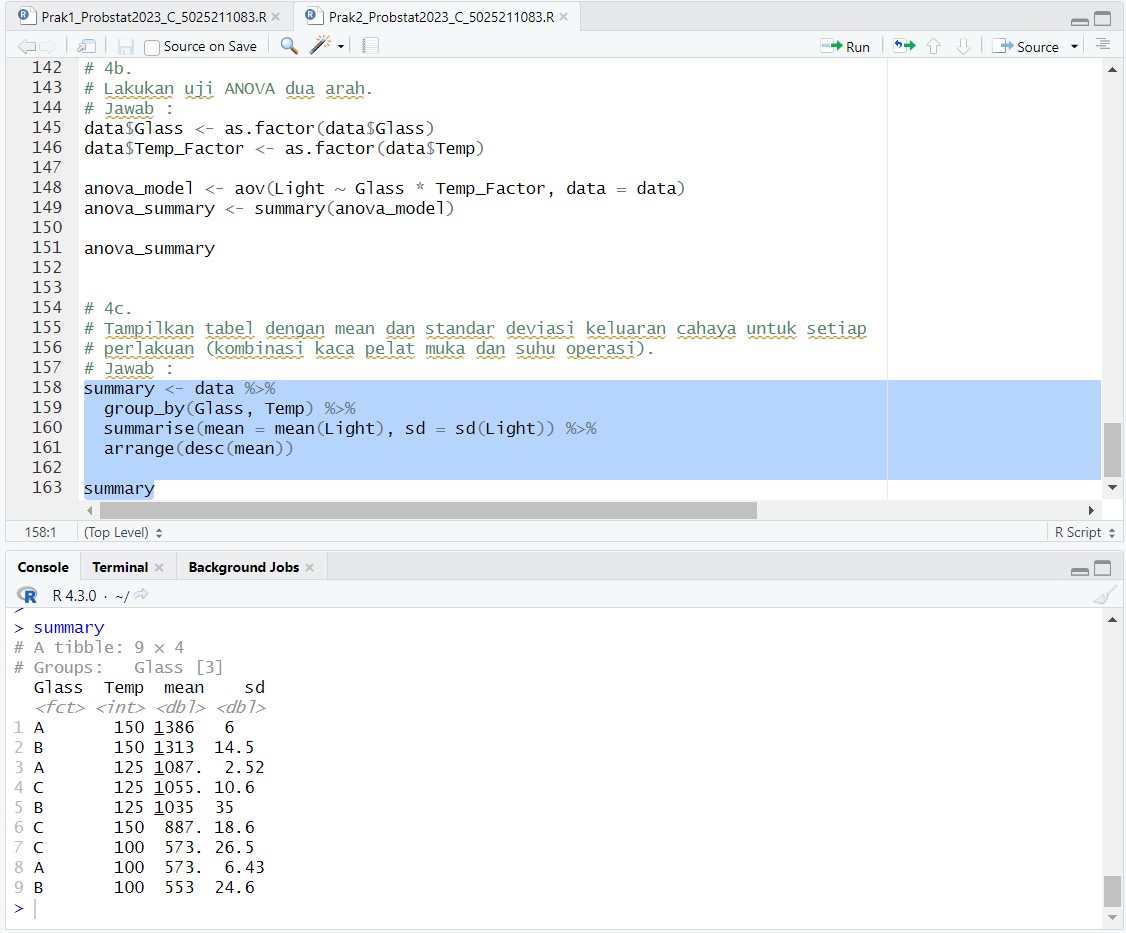 Prak1_Probstat2023_C_5025211083.R
Prak2_Probstat2023_C_5025211083.R
Source on Save
Run
Source
142 # 4b.
143 # Lakukan uji ANOVA dua arah.
144 # Jawab :
145 data$Glass <- as.factor(data$Glass)
146 data$Temp_Factor <- as.factor(data$Temp)
147
148 anova_model <- aov(Light ~ Glass * Temp_Factor, data = data)
149 anova_summary <- summary(anova_model)
150
151 anova_summary
152
153
154 # 4c.
155 # Tampilkan tabel dengan mean dan standar deviasi keluaran cahaya untuk setiap
156 # perlakuan (kombinasi kaca pelat muka dan suhu operasi).
157 # Jawab :
158 summary <- data %>%
159   group_by(Glass, Temp) %>%
160   summarise(mean = mean(Light), sd = sd(Light)) %>%
161   arrange(desc(mean))
162
163 summary
158:1 (Top Level) R Script
Console Terminal Background Jobs
R 4.3.0 · ~/
>
> summary
# A tibble: 9 × 4
# Groups:   Glass [3]
  Glass  Temp  mean    sd
  <fct> <int> <dbl> <dbl>
1 A       150 1386   6
2 B       150 1313  14.5
3 A       125 1087.  2.52
4 C       125 1055. 10.6
5 B       125 1035  35
6 C       150  887. 18.6
7 C       100  573. 26.5
8 A       100  573.  6.43
9 B       100  553  24.6
>